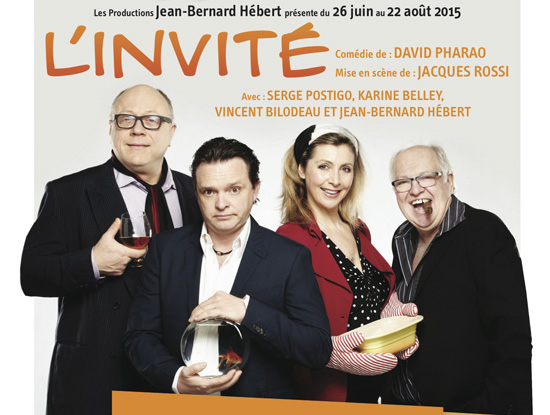 Les Productions Jean-Bernard Hébert présente du 26 juin au 22 août 2015
L'INVITÉ
Comédie de : DAVID PHARAO
Mise en scène de : JACQUES ROSSI
Avec : SERGE POSTIGO, KARINE BELLEY,
VINCENT BILODEAU ET JEAN-BERNARD HÉBERT